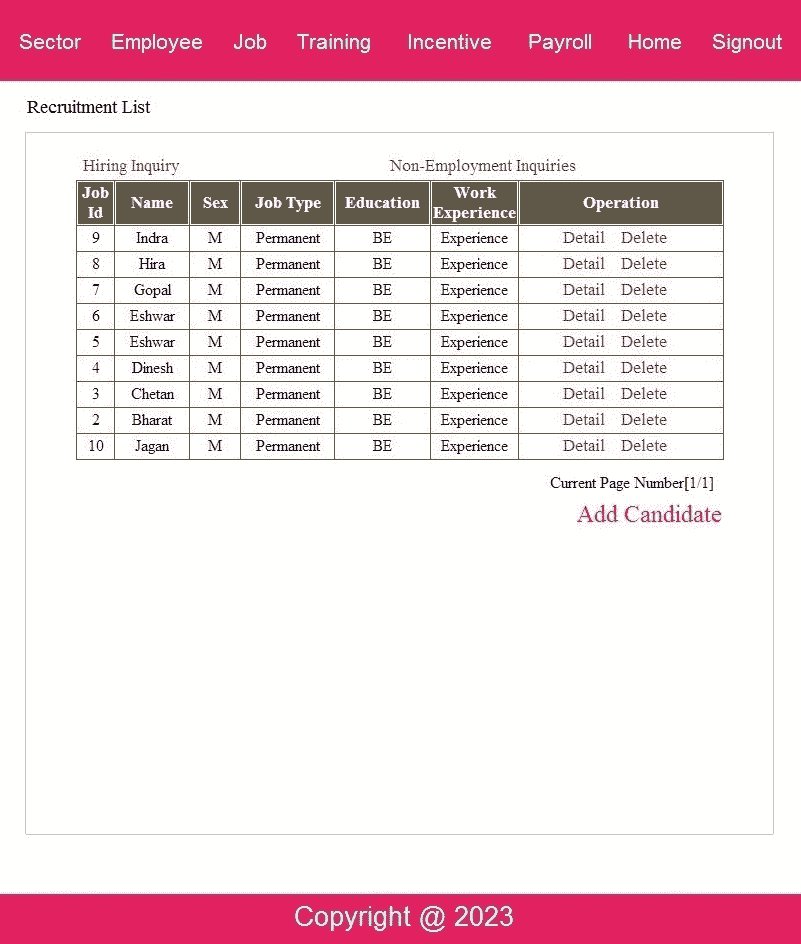 Sector Employee Job Training Incentive Payroll Home Signout
Recruitment List
Hiring Inquiry Non-Employment Inquiries
Job Id Name Sex Job Type Education Work Experience Operation
9 Indra M Permanent BE Experience Detail Delete
8 Hira M Permanent BE Experience Detail Delete
7 Gopal M Permanent BE Experience Detail Delete
6 Eshwar M Permanent BE Experience Detail Delete
5 Eshwar M Permanent BE Experience Detail Delete
4 Dinesh M Permanent BE Experience Detail Delete
3 Chetan M Permanent BE Experience Detail Delete
2 Bharat M Permanent BE Experience Detail Delete
10 Jagan M Permanent BE Experience Detail Delete
Current Page Number[1/1]
Add Candidate
Copyright @ 2023